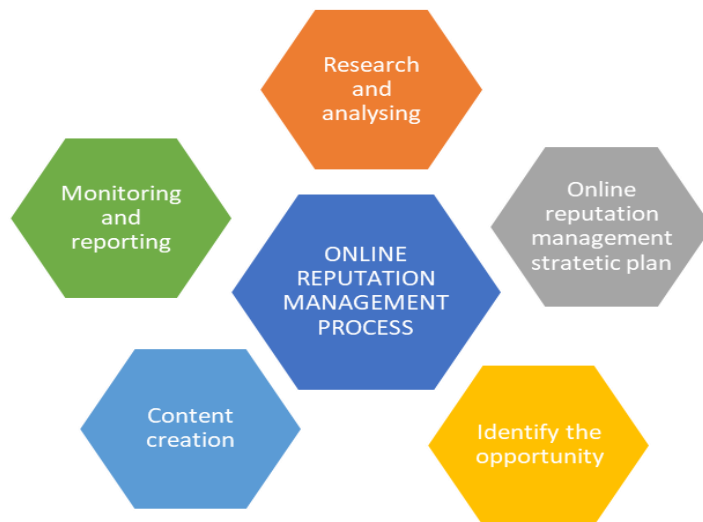 Research
and
analysing
Online
reputation
management
stratetic plan
Identify the
opportunity
Content
creation
Monitoring
and
reporting
ONLINE
REPUTATION
MANAGEMENT
PROCESS